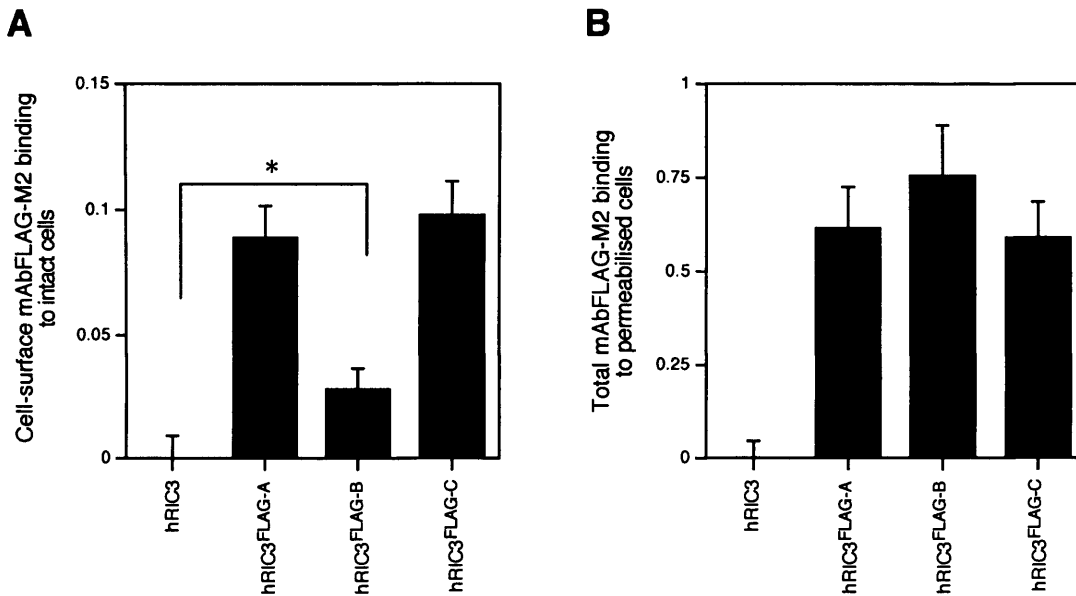 A
Cell-surface mAbFLAG-M2 binding
to intact cells
0.15
0.1
0.05
0
*
hRIC3
hRIC3FLAG-A
hRIC3FLAG-B
hRIC3FLAG-C
B
Total mAbFLAG-M2 binding
to permeabilised cells
1
0.75
0.5
0.25
0
hRIC3
hRIC3FLAG-A
hRIC3FLAG-B
hRIC3FLAG-C